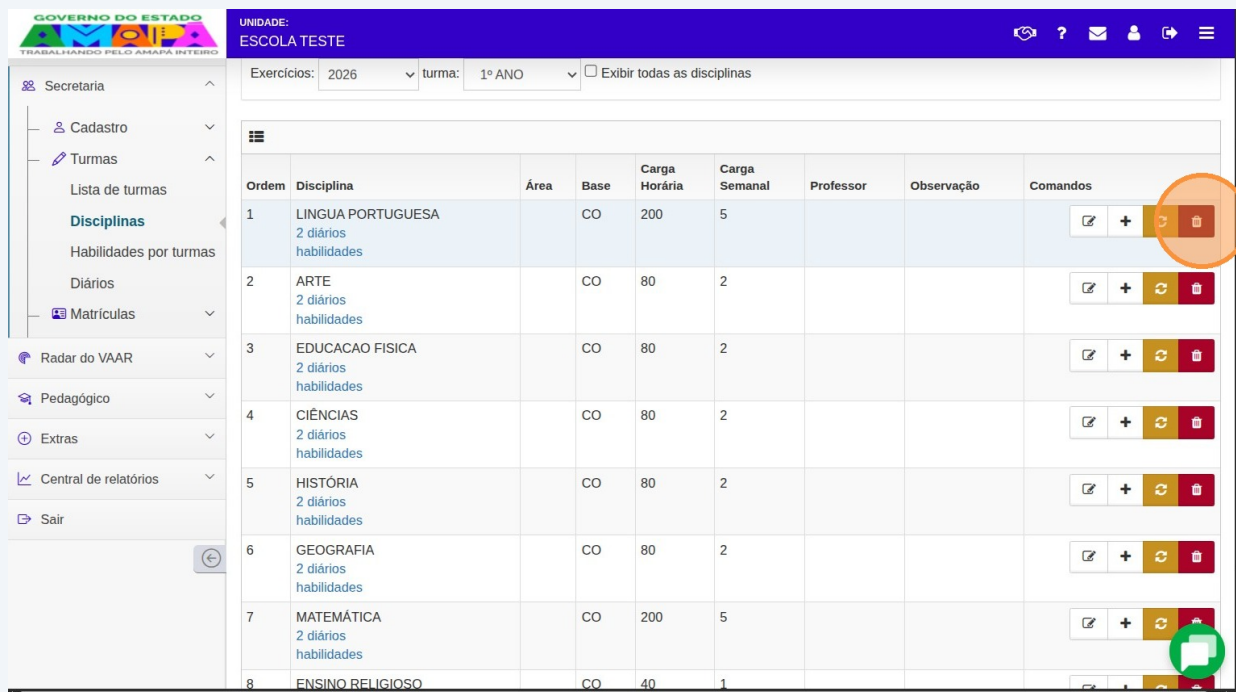 GOVERNO DO ESTADO
AMAPÁ
TRABALHANDO PELO AMAPÁ INTEIRO
UNIDADE:
ESCOLA TESTE
?
Secretaria
Cadastro
Turmas
Lista de turmas
Disciplinas
Habilidades por turmas
Diários
Matrículas
Radar do VAAR
Pedagógico
Extras
Central de relatórios
Sair
Exercícios: 2026 turma: 1º ANO Exibir todas as disciplinas
Ordem Disciplina Área Base Carga Horária Carga Semanal Professor Observação Comandos
1 LINGUA PORTUGUESA CO 200 5
2 diários
habilidades
2 ARTE CO 80 2
2 diários
habilidades
3 EDUCACAO FISICA CO 80 2
2 diários
habilidades
4 CIÊNCIAS CO 80 2
2 diários
habilidades
5 HISTÓRIA CO 80 2
2 diários
habilidades
6 GEOGRAFIA CO 80 2
2 diários
habilidades
7 MATEMÁTICA CO 200 5
2 diários
habilidades
8 ENSINO RELIGIOSO CO 40 1